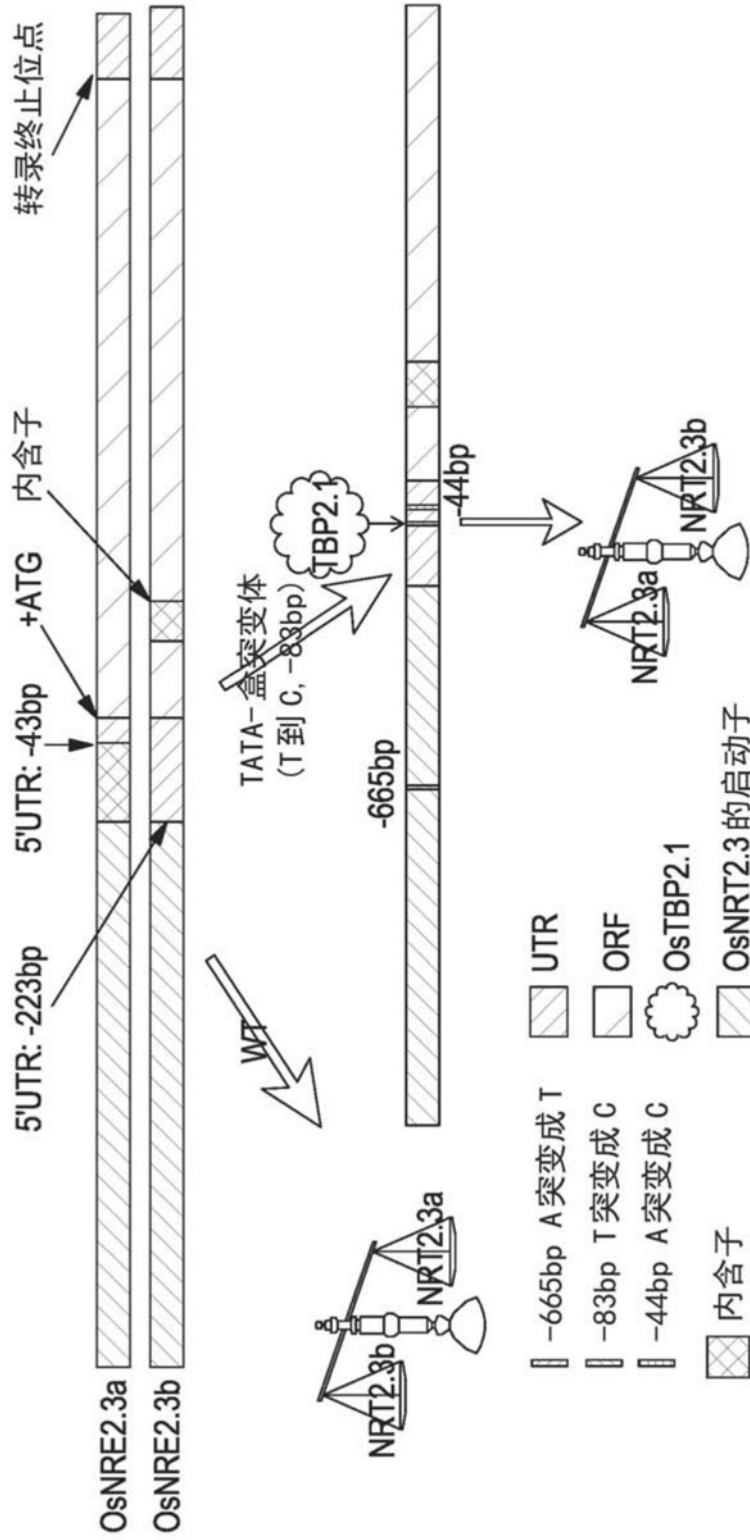 5'UTR: -223bp
5'UTR: -43bp
+ATG
内含子
转录终止位点
OsNRE2.3a
OsNRE2.3b
WT
TATA-盒突变体
(T到C, -83bp)
TBP2.1
-665bp
-44bp
NRT2.3b
NRT2.3a
NRT2.3a
NRT2.3b
-665bp A突变成T
-83bp T突变成C
-44bp A突变成C
内含子
UTR
ORF
OsTBP2.1
OsNRT2.3的启动子